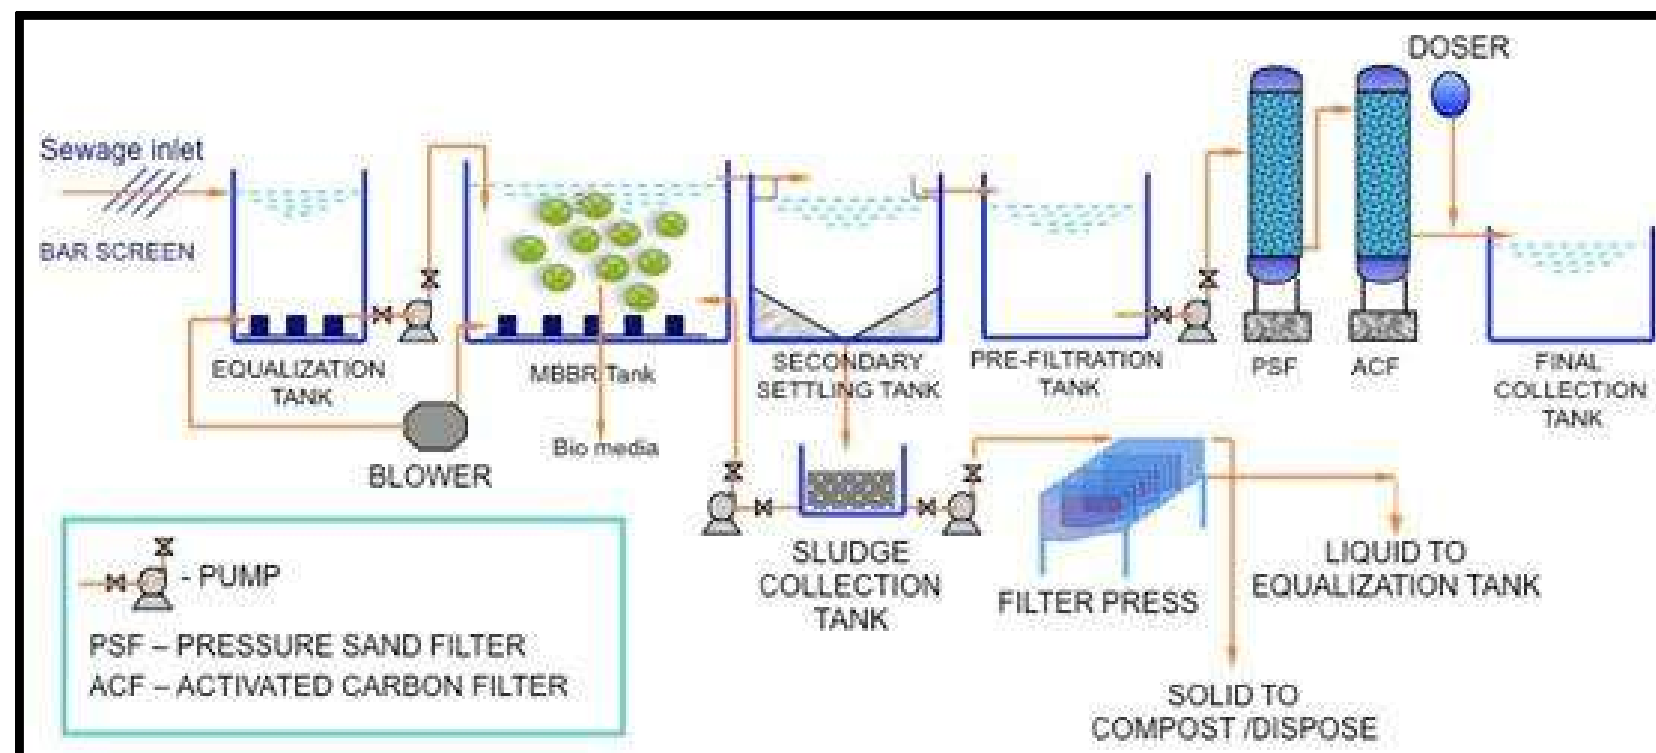 DOSER
Sewage inlet
BAR SCREEN
EQUALIZATION
TANK
MBBR Tank
SECONDARY
SETTLING TANK
PRE-FILTRATION
TANK
PSF
ACF
FINAL
COLLECTION
TANK
Bio media
BLOWER
SLUDGE
COLLECTION
TANK
FILTER PRESS
LIQUID TO
EQUALIZATION TANK
SOLID TO
COMPOST /DISPOSE
- PUMP
PSF – PRESSURE SAND FILTER
ACF – ACTIVATED CARBON FILTER